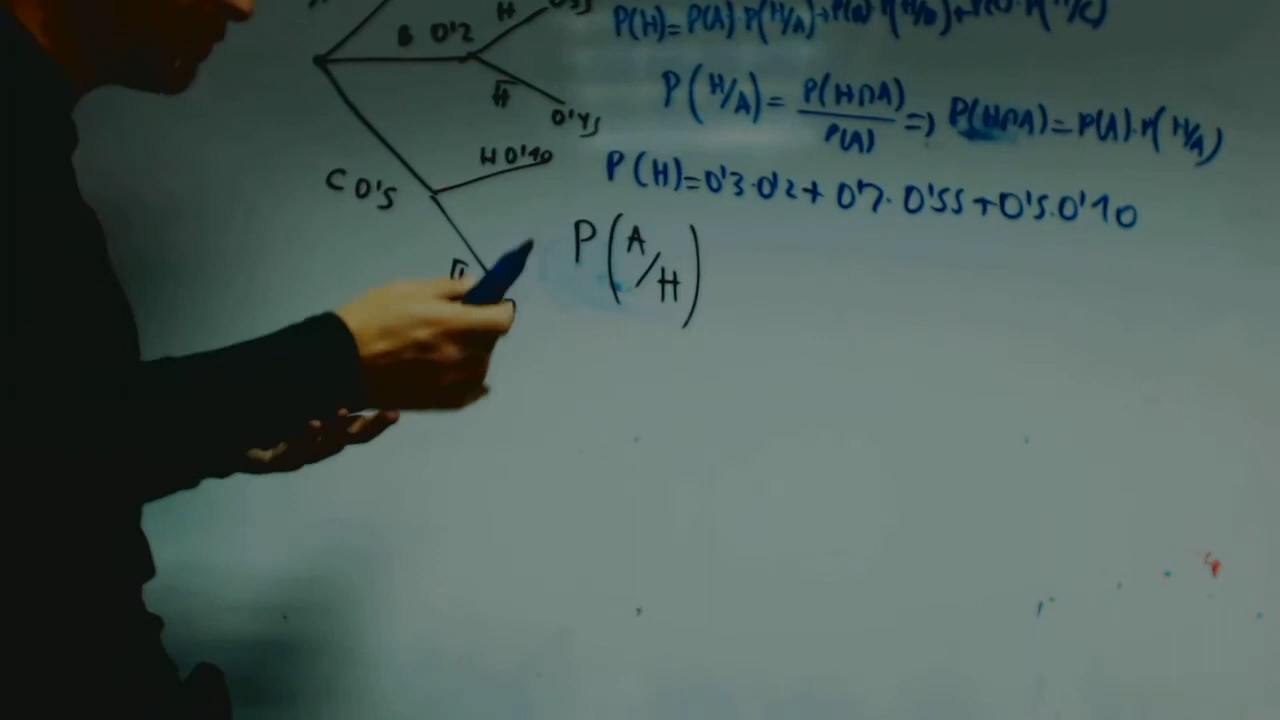 P(H)=P(A)·P(H/A)+P(B)·P(H/B)+P(C)·P(H/C)
B 0'2
H
H̅
0'45
P(H/A)= P(H∩A)/P(A) => P(H∩A)=P(A)·P(H/A)
H 0'10
C 0'5
P(H)=0'3·0'2+0'2·0'55+0'5·0'10
P(A/H)